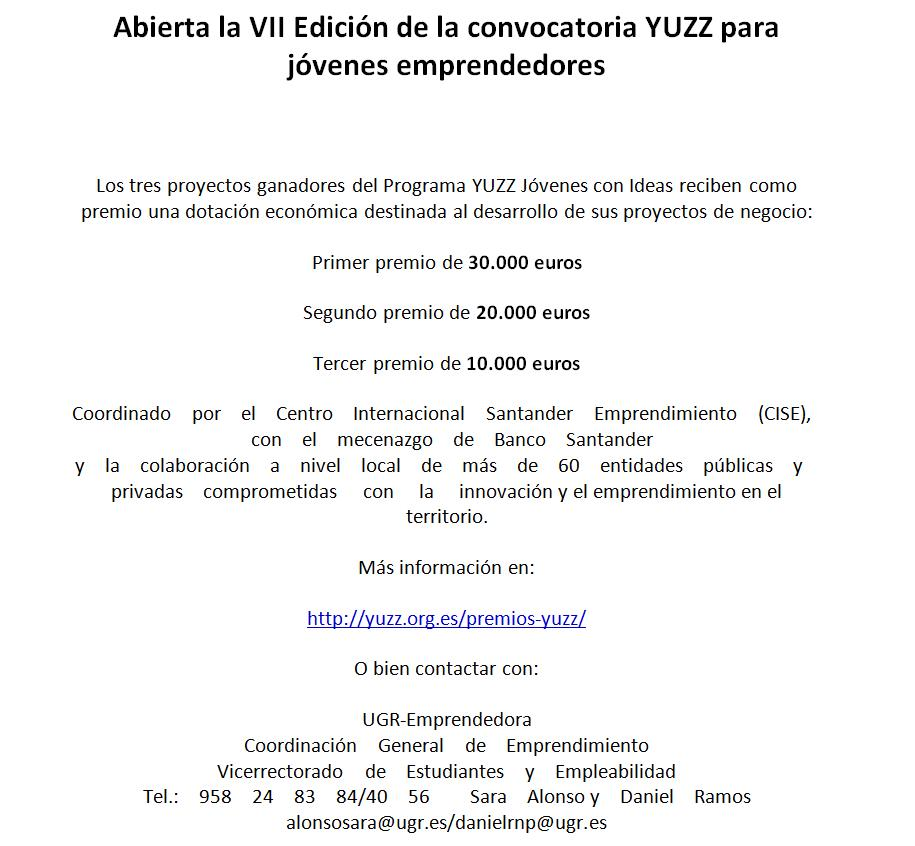 Abierta la VII Edición de la convocatoria YUZZ para
jóvenes emprendedores
Los tres proyectos ganadores del Programa YUZZ Jóvenes con Ideas reciben como
premio una dotación económica destinada al desarrollo de sus proyectos de negocio:
Primer premio de 30.000 euros
Segundo premio de 20.000 euros
Tercer premio de 10.000 euros
Coordinado por el Centro Internacional Santander Emprendimiento (CISE),
con el mecenazgo de Banco Santander
y la colaboración a nivel local de más de 60 entidades públicas y
privadas comprometidas con la innovación y el emprendimiento en el
territorio.
Más información en:
http://yuzz.org.es/premios-yuzz/
O bien contactar con:
UGR-Emprendedora
Coordinación General de Emprendimiento
Vicerrectorado de Estudiantes y Empleabilidad
Tel.: 958 24 83 84/40 56 Sara Alonso y Daniel Ramos
alonsosara@ugr.es/danielrnp@ugr.es